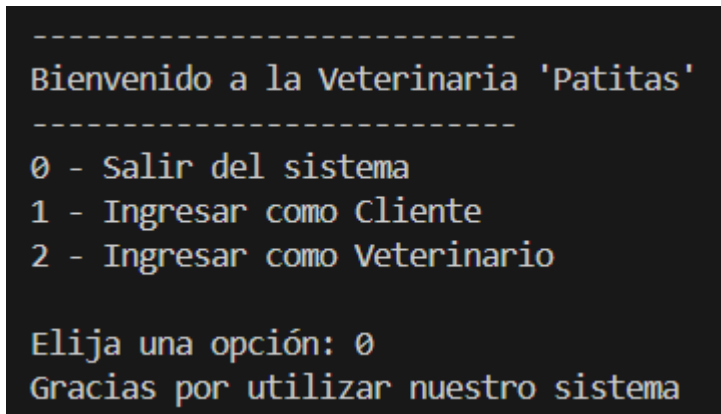 ---------------------------
Bienvenido a la Veterinaria 'Patitas'
---------------------------
0 - Salir del sistema
1 - Ingresar como Cliente
2 - Ingresar como Veterinario
Elija una opción: 0
Gracias por utilizar nuestro sistema